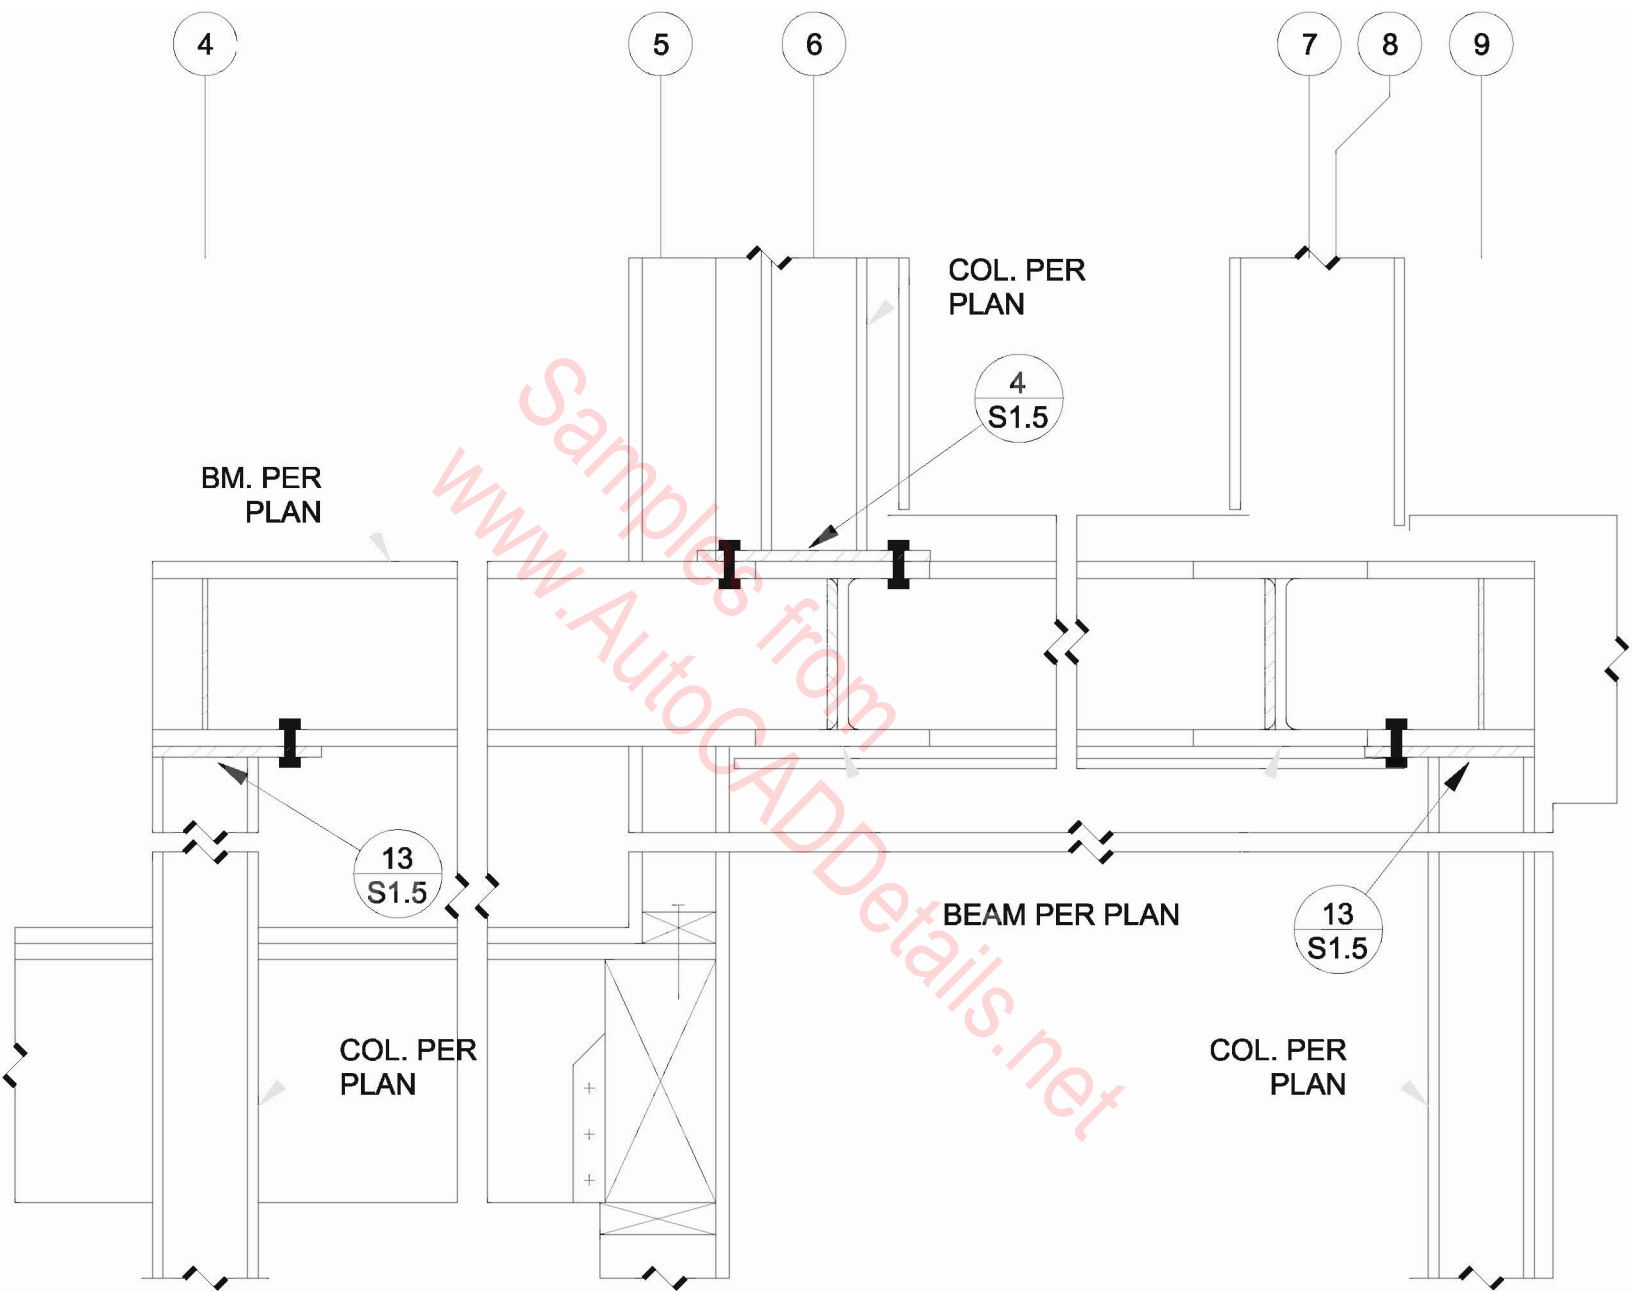 4
5
6
7
8
9
COL. PER
PLAN
4
S1.5
BM. PER
PLAN
Samples from
www.AutoCADDetails.net
13
S1.5
BEAM PER PLAN
13
S1.5
COL. PER
PLAN
COL. PER
PLAN